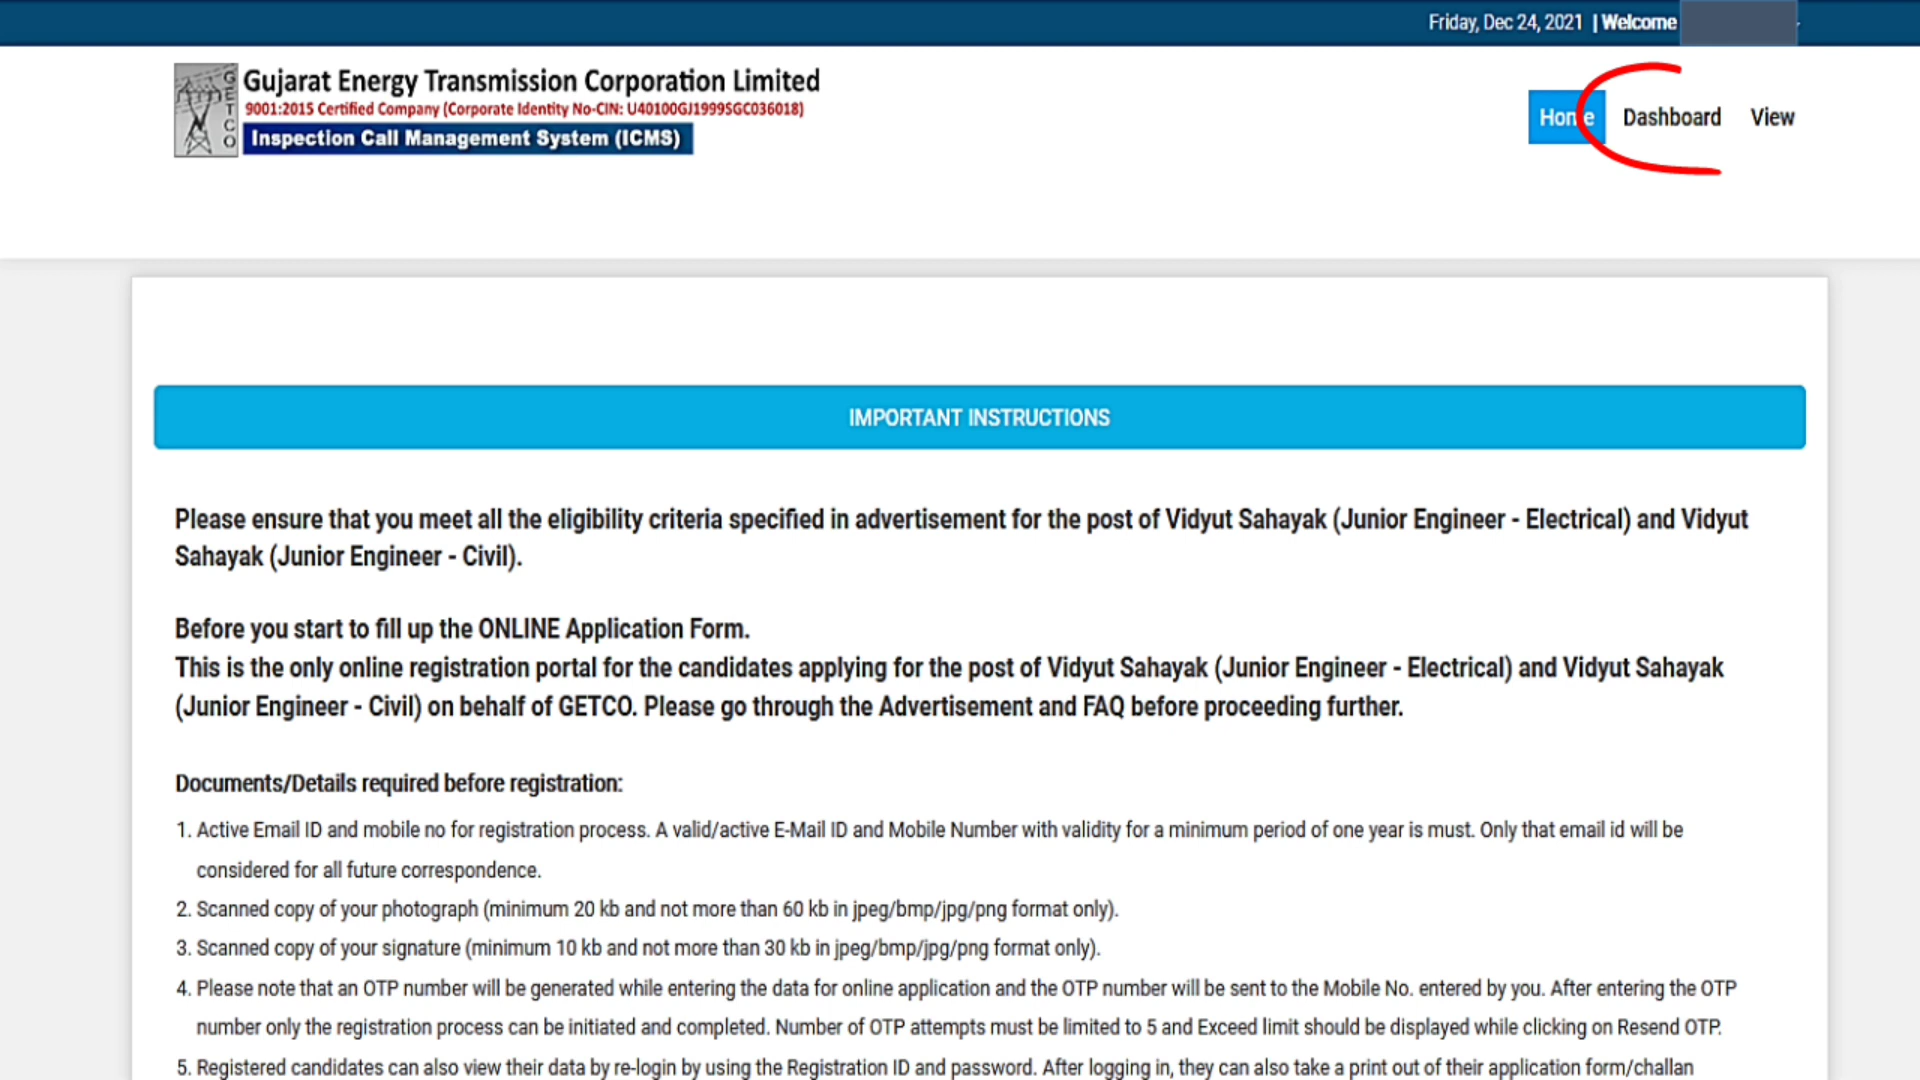 Friday, Dec 24, 2021 | Welcome
GETCO
Gujarat Energy Transmission Corporation Limited
9001:2015 Certified Company (Corporate Identity No-CIN: U40100GJ1999SGC036018)
Inspection Call Management System (ICMS)
Home Dashboard View
IMPORTANT INSTRUCTIONS
Please ensure that you meet all the eligibility criteria specified in advertisement for the post of Vidyut Sahayak (Junior Engineer - Electrical) and Vidyut
Sahayak (Junior Engineer - Civil).
Before you start to fill up the ONLINE Application Form.
This is the only online registration portal for the candidates applying for the post of Vidyut Sahayak (Junior Engineer - Electrical) and Vidyut Sahayak
(Junior Engineer - Civil) on behalf of GETCO. Please go through the Advertisement and FAQ before proceeding further.
Documents/Details required before registration:
1. Active Email ID and mobile no for registration process. A valid/active E-Mail ID and Mobile Number with validity for a minimum period of one year is must. Only that email id will be
considered for all future correspondence.
2. Scanned copy of your photograph (minimum 20 kb and not more than 60 kb in jpeg/bmp/jpg/png format only).
3. Scanned copy of your signature (minimum 10 kb and not more than 30 kb in jpeg/bmp/jpg/png format only).
4. Please note that an OTP number will be generated while entering the data for online application and the OTP number will be sent to the Mobile No. entered by you. After entering the OTP
number only the registration process can be initiated and completed. Number of OTP attempts must be limited to 5 and Exceed limit should be displayed while clicking on Resend OTP.
5. Registered candidates can also view their data by re-login by using the Registration ID and password. After logging in, they can also take a print out of their application form/challan